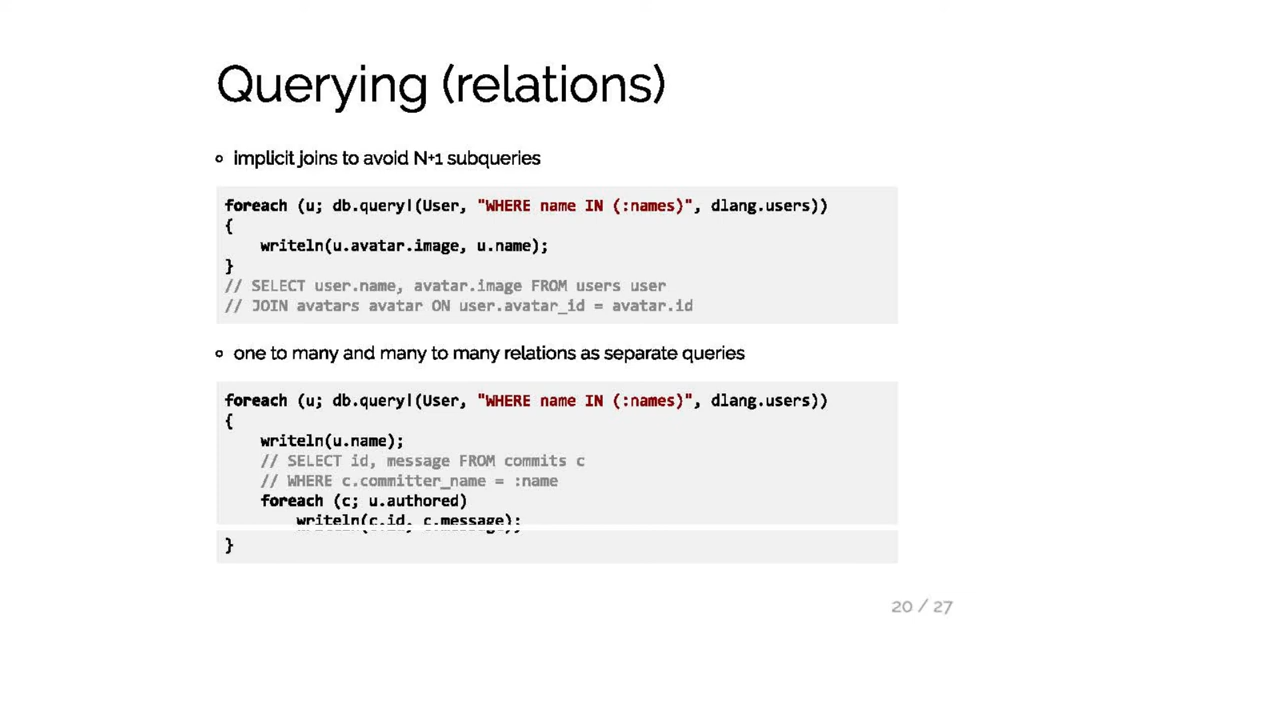 Querying (relations)
implicit joins to avoid N+1 subqueries
foreach (u; db.query!(User, "WHERE name IN (:names)", dlang.users))
{
    writeln(u.avatar.image, u.name);
}
// SELECT user.name, avatar.image FROM users user
// JOIN avatars avatar ON user.avatar_id = avatar.id
one to many and many to many relations as separate queries
foreach (u; db.query!(User, "WHERE name IN (:names)", dlang.users))
{
    writeln(u.name);
    // SELECT id, message FROM commits c
    // WHERE c.committer_name = :name
    foreach (c; u.authored)
        writeln(c.id, c.message);
}
20 / 27